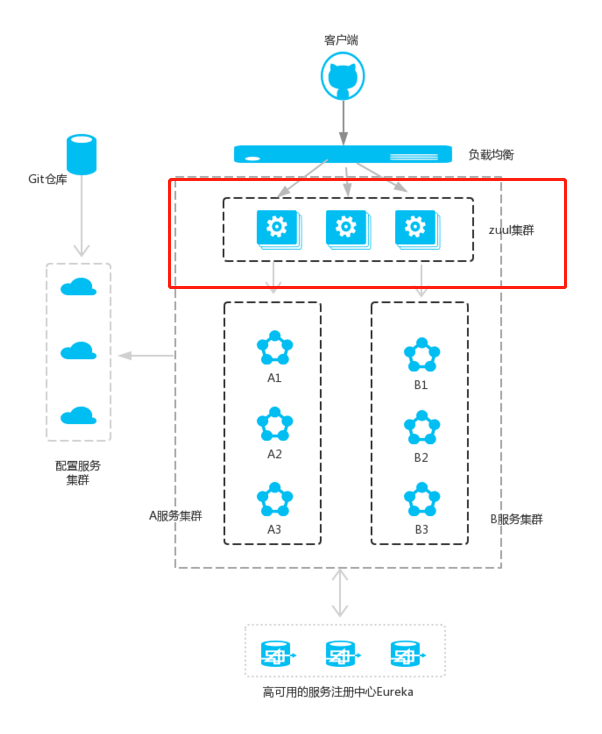 客户端
负载均衡
Git仓库
zuul集群
A1
B1
A2
B2
配置服务
集群
A服务集群
A3
B3
B服务集群
高可用的服务注册中心Eureka